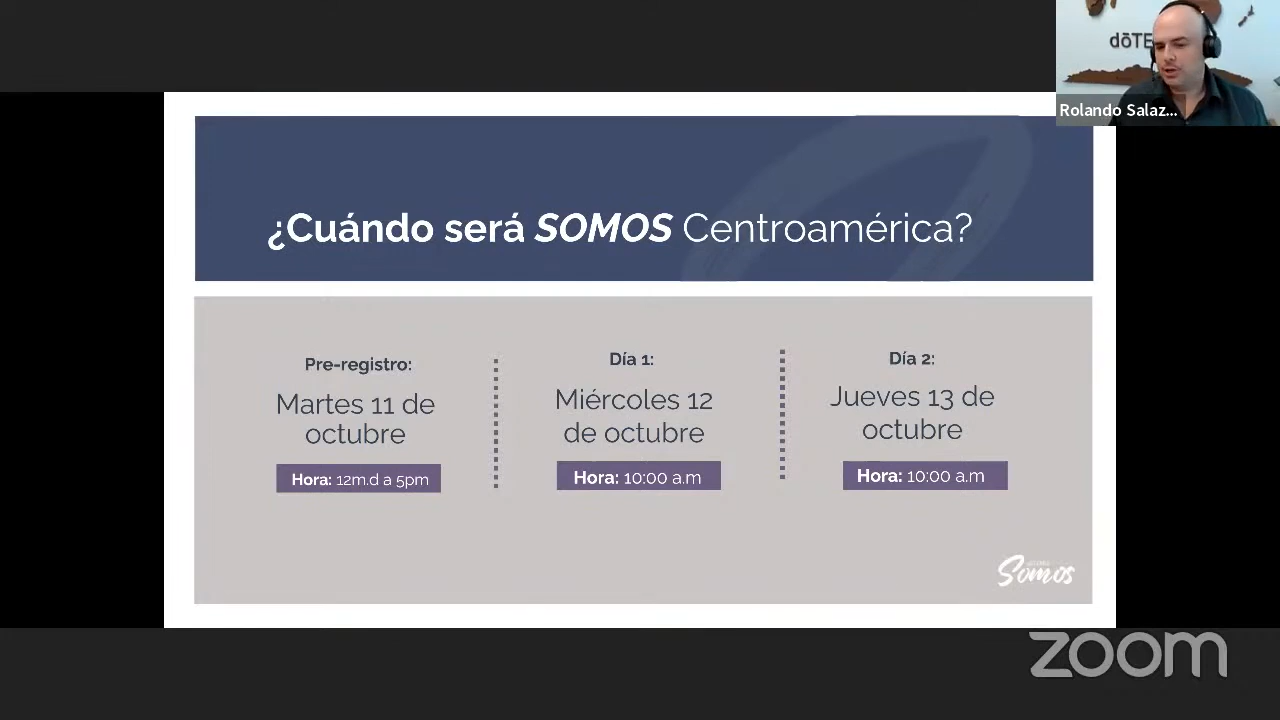 dōTE
Rolando Salaz...
¿Cuándo será SOMOS Centroamérica?
Pre-registro:
Martes 11 de
octubre
Hora: 12m.d a 5pm
Día 1:
Miércoles 12
de octubre
Hora: 10:00 a.m
Día 2:
Jueves 13 de
octubre
Hora: 10:00 a.m
Somos
zoom